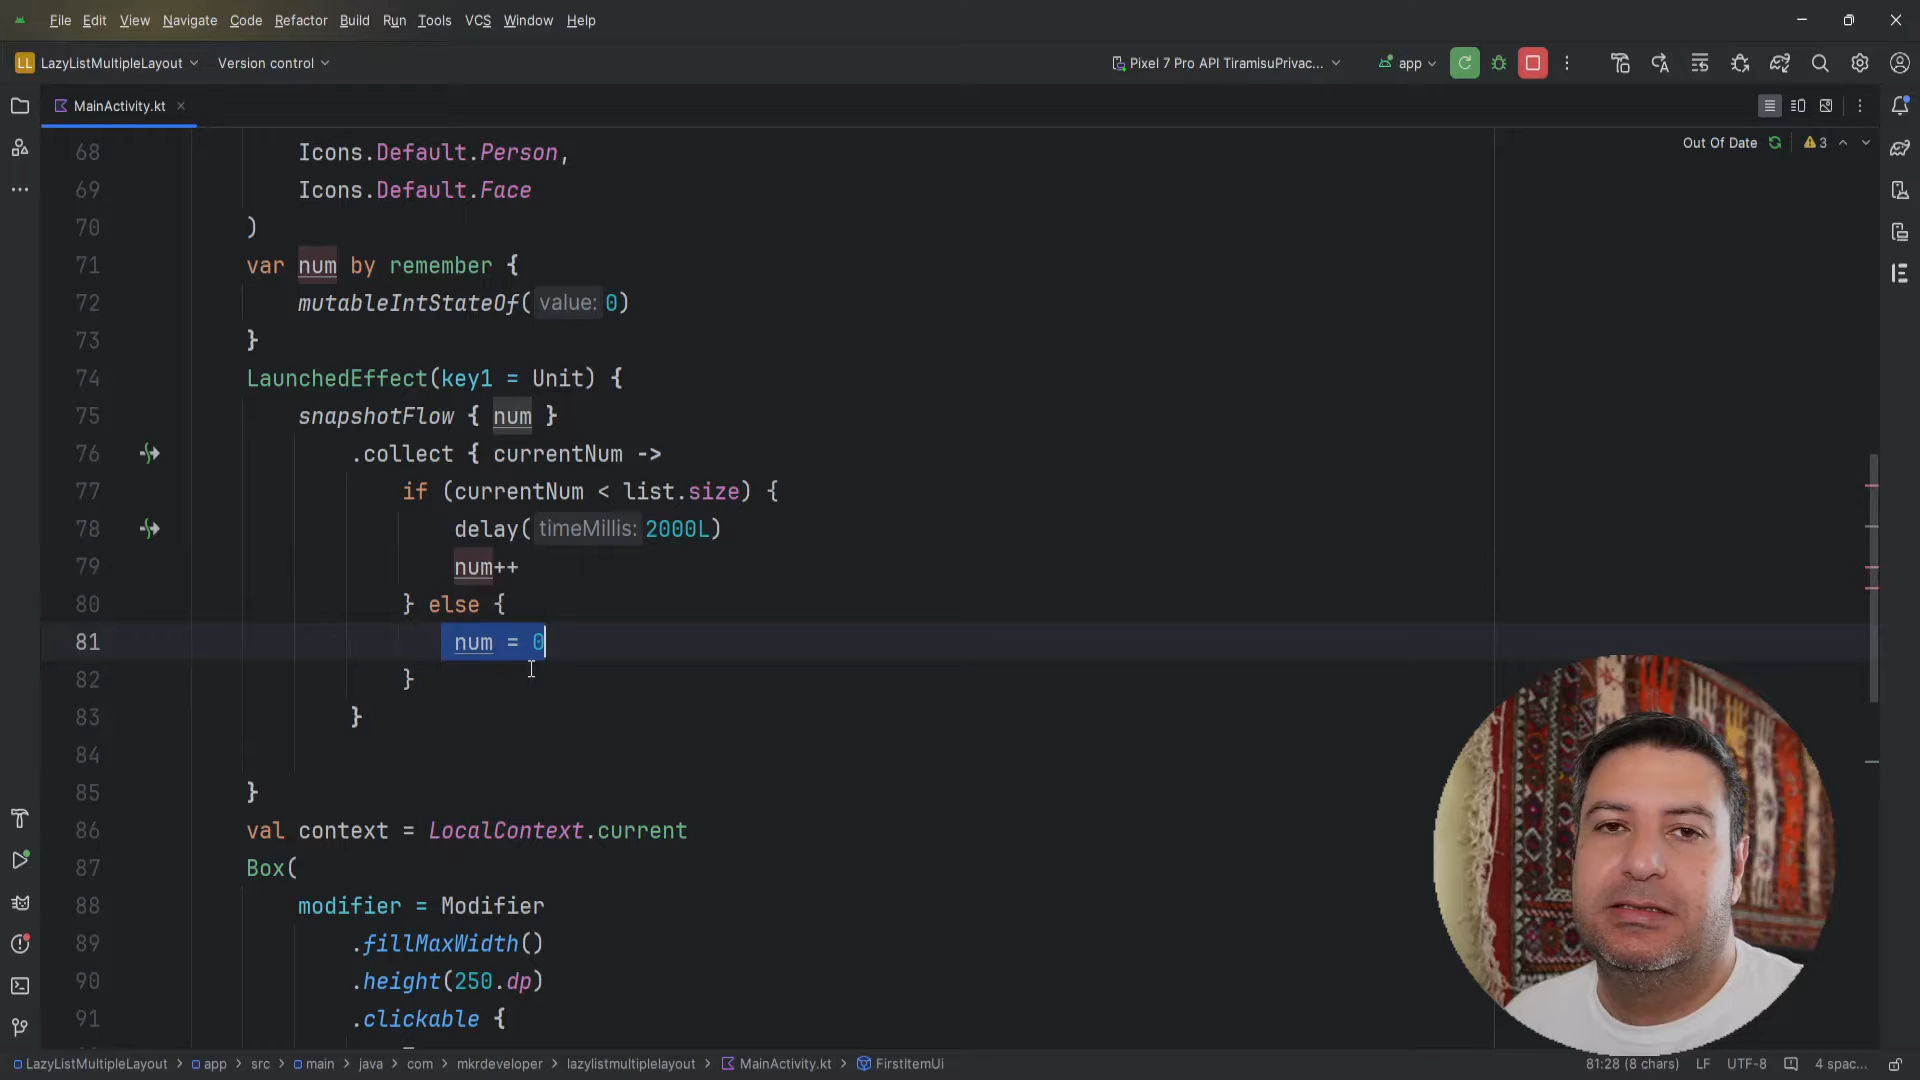 File Edit View Navigate Code Refactor Build Run Tools VCS Window Help
LL LazyListMultipleLayout Version control Pixel 7 Pro API TiramisuPrivac... app
MainActivity.kt
Out Of Date 3
68 Icons.Default.Person,
69 Icons.Default.Face
70 )
71 var num by remember {
72 mutableIntStateOf( value: 0)
73 }
74 LaunchedEffect(key1 = Unit) {
75 snapshotFlow { num }
76 .collect { currentNum ->
77 if (currentNum < list.size) {
78 delay( timeMillis: 2000L)
79 num++
80 } else {
81 num = 0
82 }
83 }
84
85 }
86 val context = LocalContext.current
87 Box(
88 modifier = Modifier
89 .fillMaxWidth()
90 .height(250.dp)
91 .clickable {
LazyListMultipleLayout > app > src > main > java > com > mkrdeveloper > lazylistmultiplelayout > MainActivity.kt > FirstItemUi 81:28 (8 chars) LF UTF-8 4 spac...